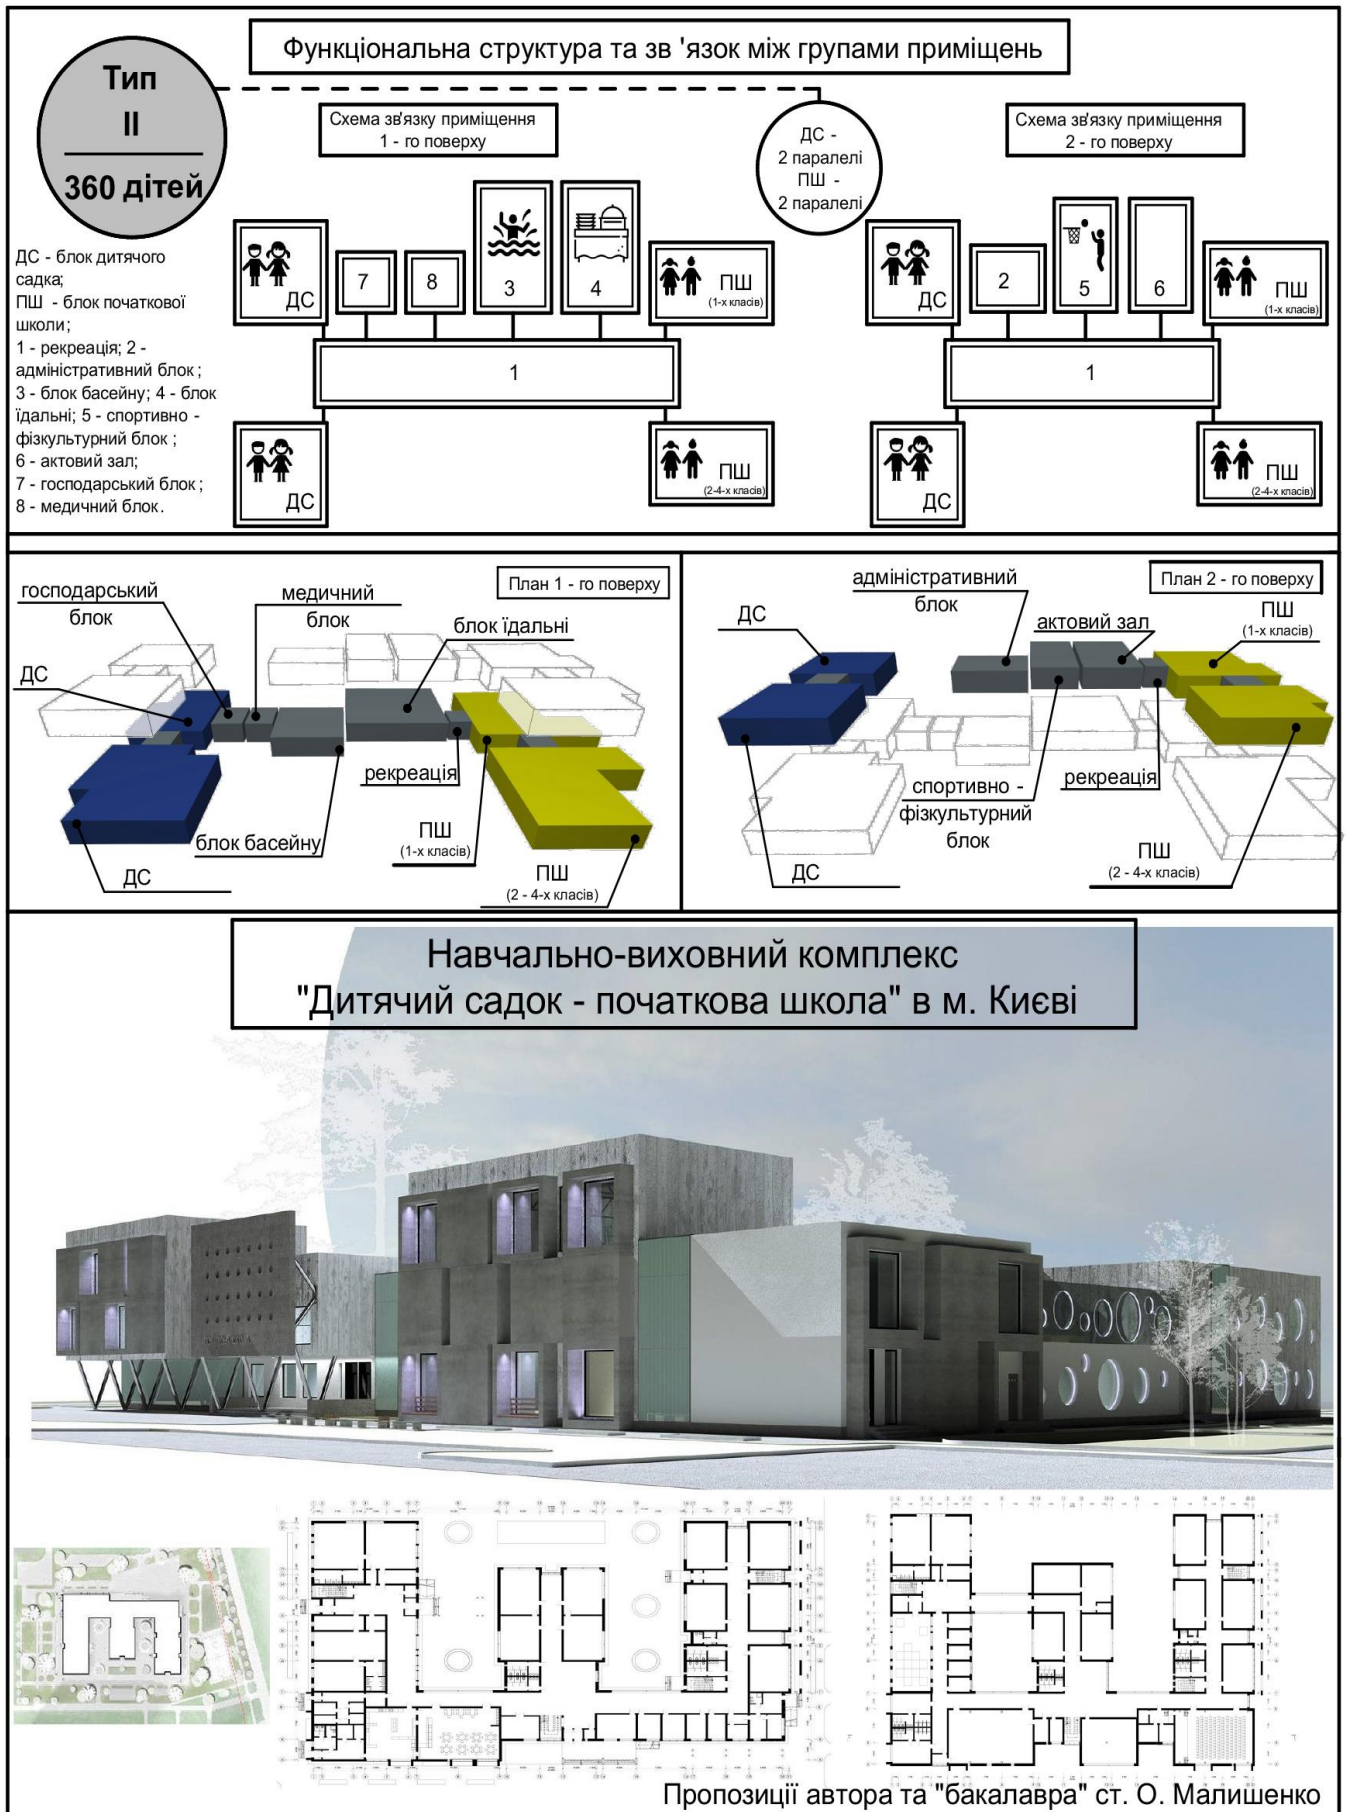 Функціональна структура та зв 'язок між групами приміщень
Тип
II
360 дітей
Схема зв'язку приміщення
1 - го поверху
ДС -
2 паралелі
ПШ -
2 паралелі
Схема зв'язку приміщення
2 - го поверху
ДС - блок дитячого
садка;
ПШ - блок початкової
школи;
1 - рекреація; 2 -
адміністративний блок ;
3 - блок басейну; 4 - блок
їдальні; 5 - спортивно -
фізкультурний блок ;
6 - актовий зал;
7 - господарський блок ;
8 - медичний блок.
ДС
7
8
3
4
ПШ
(1-х класів)
1
ДС
ПШ
(2-4-х класів)
ДС
2
5
6
ПШ
(1-х класів)
1
ДС
ПШ
(2-4-х класів)
План 1 - го поверху
господарський
блок
медичний
блок
блок їдальні
ДС
рекреація
блок басейну
ПШ
(1-х класів)
ДС
ПШ
(2 - 4-х класів)
План 2 - го поверху
адміністративний
блок
ДС
актовий зал
ПШ
(1-х класів)
спортивно -
фізкультурний
блок
рекреація
ДС
ПШ
(2 - 4-х класів)
Навчально-виховний комплекс
"Дитячий садок - початкова школа" в м. Києві
Пропозиції автора та "бакалавра" ст. О. Малишенко